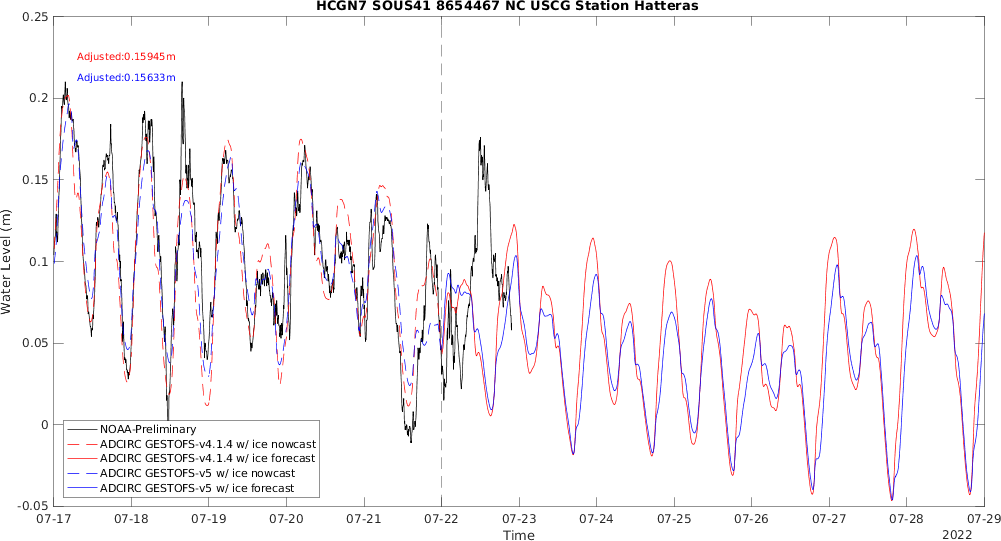 HCGN7 SOUS41 8654467 NC USCG Station Hatteras
Water Level (m)
0.25
0.2
0.15
0.1
0.05
0
-0.05
Adjusted:0.15945m
Adjusted:0.15633m
NOAA-Preliminary
ADCIRC GESTOFS-v4.1.4 w/ ice nowcast
ADCIRC GESTOFS-v4.1.4 w/ ice forecast
ADCIRC GESTOFS-v5 w/ ice nowcast
ADCIRC GESTOFS-v5 w/ ice forecast
07-17 07-18 07-19 07-20 07-21 07-22 07-23 07-24 07-25 07-26 07-27 07-28 07-29
Time
2022